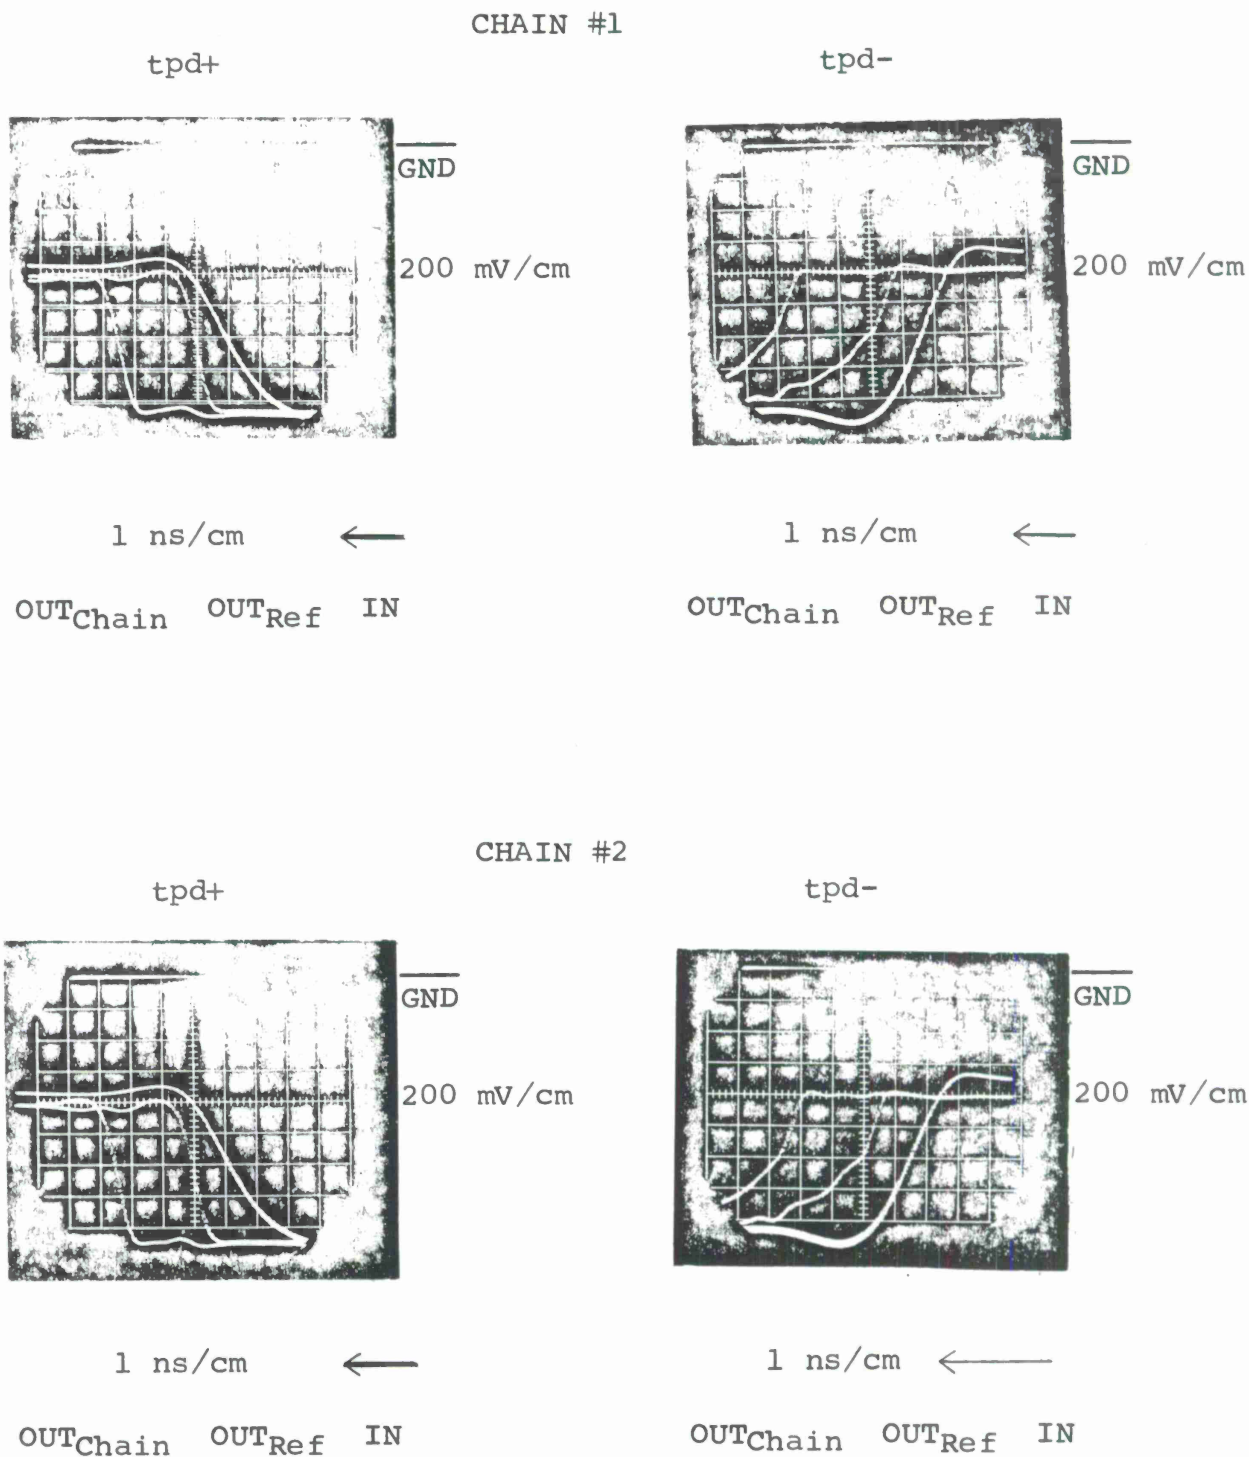 CHAIN #1
tpd+
tpd-
GND
GND
200 mV/cm
200 mV/cm
1 ns/cm
1 ns/cm
OUTChain OUTRef IN
OUTChain OUTRef IN
CHAIN #2
tpd+
tpd-
GND
GND
200 mV/cm
200 mV/cm
1 ns/cm
1 ns/cm
OUTChain OUTRef IN
OUTChain OUTRef IN